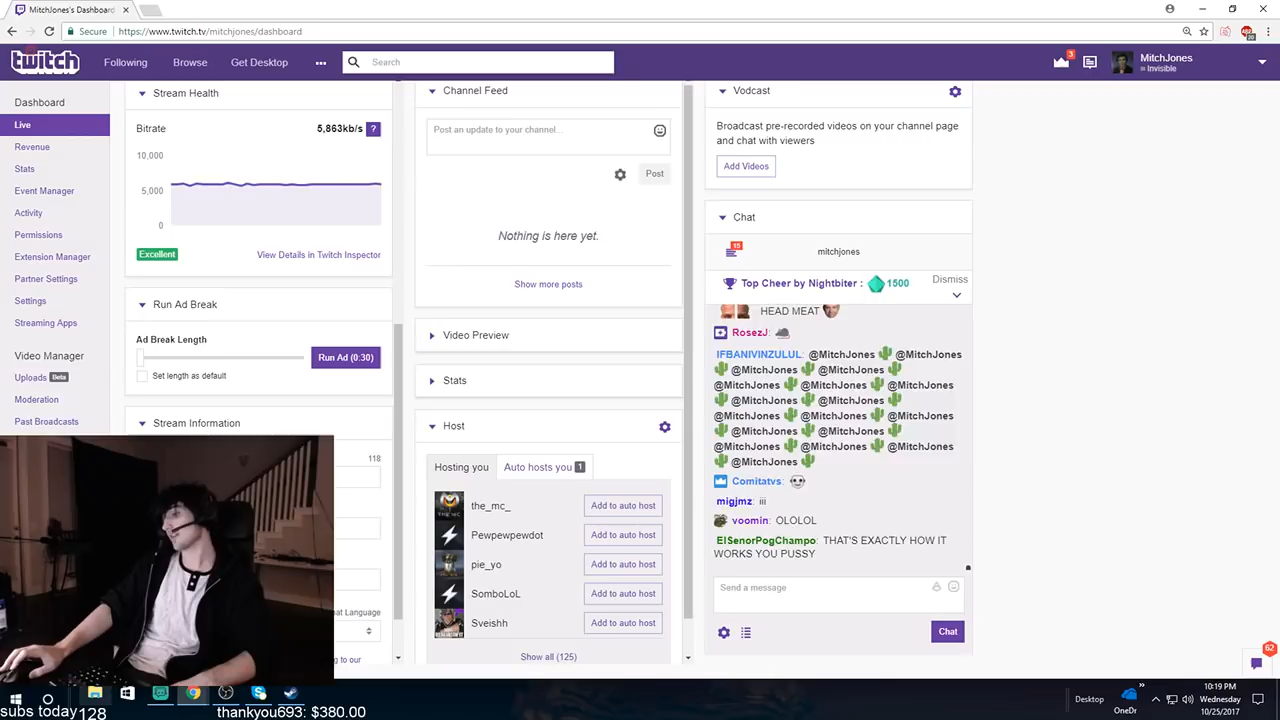 MitchJones's Dashboard
Secure https://www.twitch.tv/mitchjones/dashboard
twitch Following Browse Get Desktop ... Search 3 MitchJones
Invisible
Dashboard
Live
Revenue
Stats
Event Manager
Activity
Permissions
Extension Manager
Partner Settings
Settings
Streaming Apps
Video Manager
Uploads Beta
Moderation
Past Broadcasts
Stream Health
Bitrate 5,863kb/s ?
10,000
5,000
0
Excellent View Details in Twitch Inspector
Run Ad Break
Ad Break Length
Run Ad (0:30)
Set length as default
Stream Information
118
at Language
ng to our
Channel Feed
Post an update to your channel...
Post
Nothing is here yet.
Show more posts
Video Preview
Stats
Host
Hosting you Auto hosts you 1
the_mc_ Add to auto host
Pewpewpewdot Add to auto host
pie_yo Add to auto host
SomboLoL Add to auto host
Sveishh Add to auto host
Show all (125)
Vodcast
Broadcast pre-recorded videos on your channel page
and chat with viewers
Add Videos
Chat
15 mitchjones
Top Cheer by Nightbiter : 1500 Dismiss
HEAD MEAT
RosezJ:
IFBANIVINZULUL: @MitchJones 🌵 @MitchJones
🌵 @MitchJones 🌵 @MitchJones 🌵
@MitchJones 🌵 @MitchJones 🌵 @MitchJones
🌵 @MitchJones 🌵 @MitchJones 🌵
@MitchJones 🌵 @MitchJones 🌵 @MitchJones
🌵 @MitchJones 🌵 @MitchJones 🌵
@MitchJones 🌵 @MitchJones 🌵 @MitchJones
🌵 @MitchJones 🌵
Comitatvs:
migjmz: iii
voomin: OLOLOL
ElSenorPogChampo: THAT'S EXACTLY HOW IT
WORKS YOU PUSSY
Send a message
Chat
62
Desktop » OneDr
10:19 PM
Wednesday
10/25/2017
subs today 128 thankyou693: $380.00